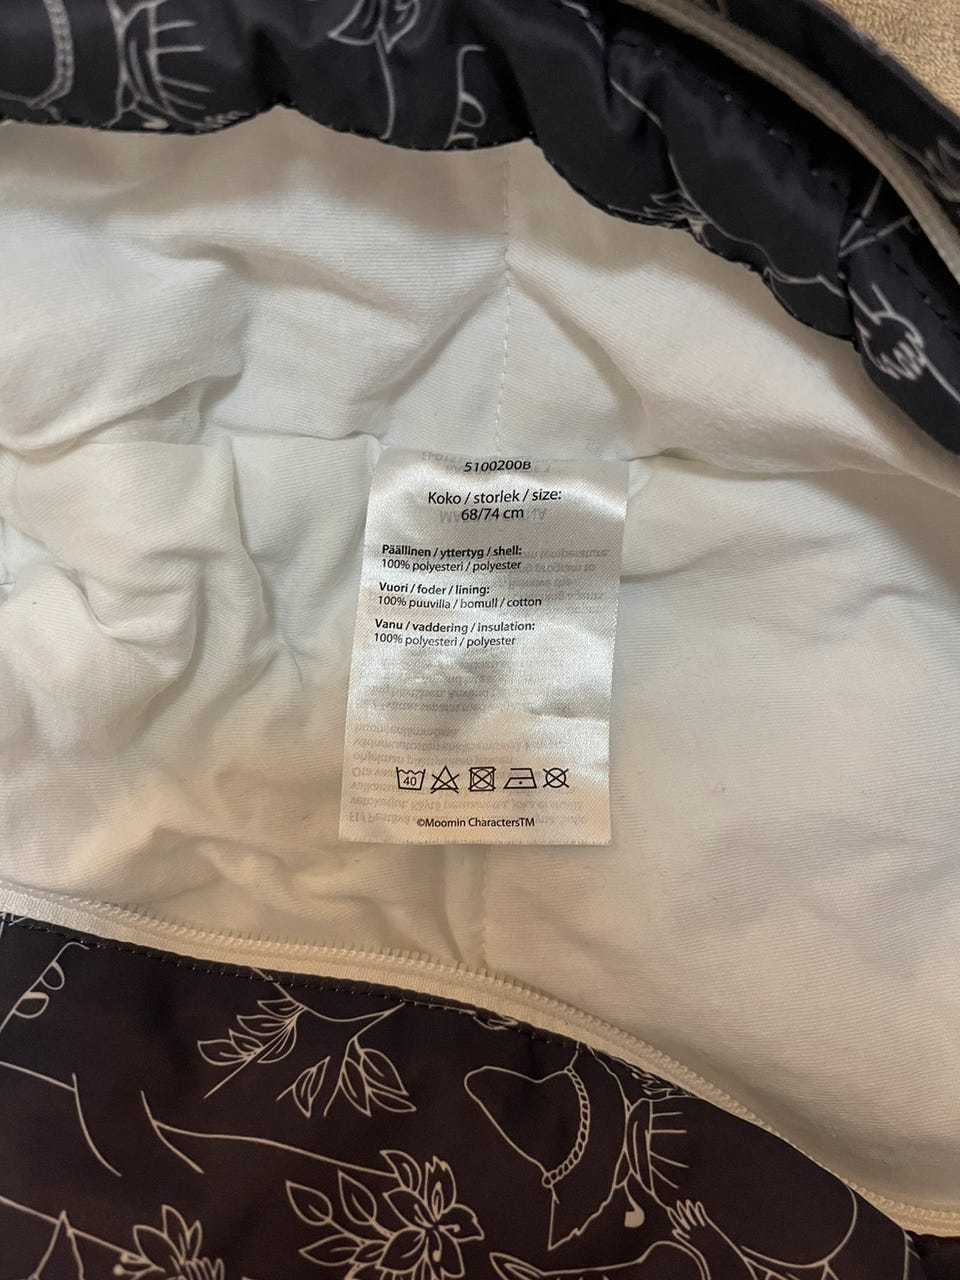 5100200B
Koko / storlek / size:
68/74 cm
Päällinen / yttertyg / shell:
100% polyesteri / polyester
Vuori / foder / lining:
100% puuvilla / bomull / cotton
Vanu / vaddering / insulation:
100% polyesteri / polyester
40
©Moomin Characters™